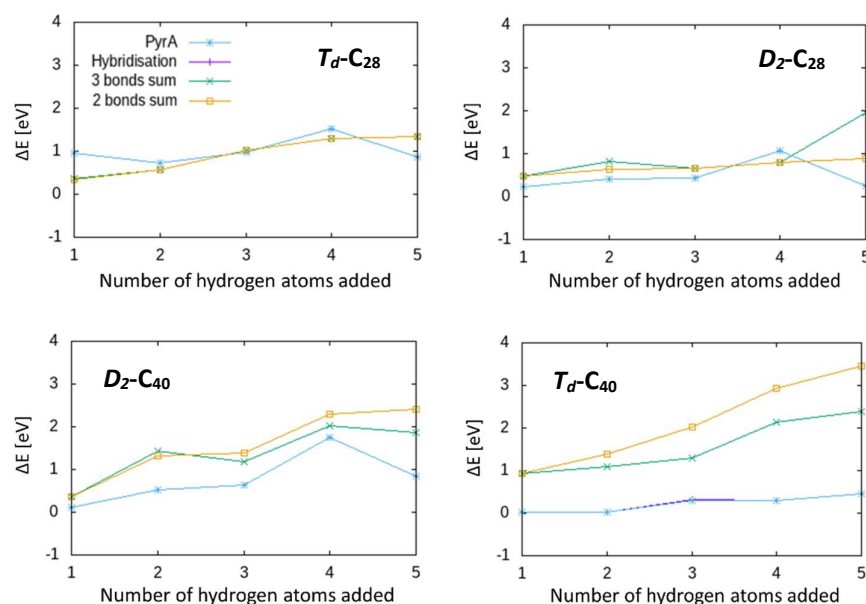 4
PyrA
Hybridisation
3 bonds sum
2 bonds sum
Td-C28
3
2
1
0
-1
ΔE [eV]
1 2 3 4 5
Number of hydrogen atoms added
4
D2-C28
3
2
1
0
-1
ΔE [eV]
1 2 3 4 5
Number of hydrogen atoms added
4
D2-C40
3
2
1
0
-1
ΔE [eV]
1 2 3 4 5
Number of hydrogen atoms added
4
Td-C40
3
2
1
0
-1
ΔE [eV]
1 2 3 4 5
Number of hydrogen atoms added